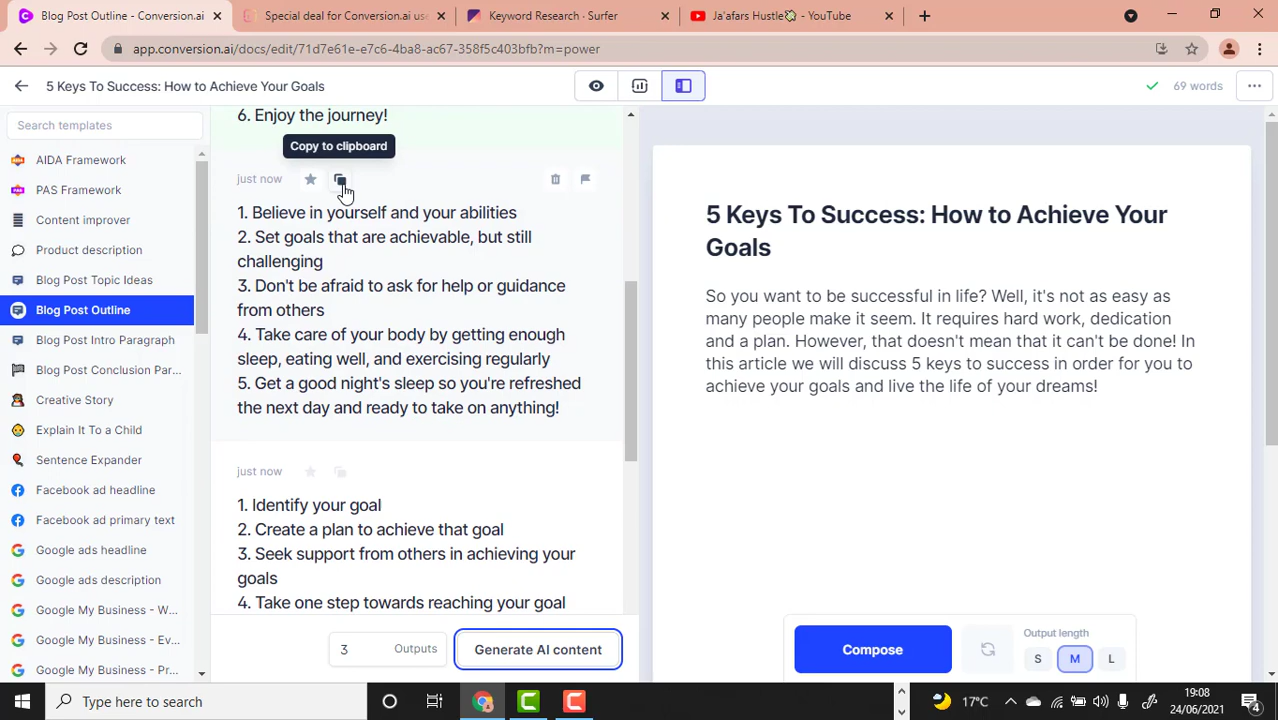 Blog Post Outline - Conversion.ai
Special deal for Conversion.ai use
Keyword Research · Surfer
Ja'afars Hustle - YouTube
app.conversion.ai/docs/edit/71d7e61e-e7c6-4ba8-ac67-358f5c403bfb?m=power
5 Keys To Success: How to Achieve Your Goals
69 words
Search templates
AIDA Framework
PAS Framework
Content improver
Product description
Blog Post Topic Ideas
Blog Post Outline
Blog Post Intro Paragraph
Blog Post Conclusion Par...
Creative Story
Explain It To a Child
Sentence Expander
Facebook ad headline
Facebook ad primary text
Google ads headline
Google ads description
Google My Business - W...
Google My Business - Ev...
Google My Business - Pr...
6. Enjoy the journey!
Copy to clipboard
just now
1. Believe in yourself and your abilities
2. Set goals that are achievable, but still
challenging
3. Don't be afraid to ask for help or guidance
from others
4. Take care of your body by getting enough
sleep, eating well, and exercising regularly
5. Get a good night's sleep so you're refreshed
the next day and ready to take on anything!
just now
1. Identify your goal
2. Create a plan to achieve that goal
3. Seek support from others in achieving your
goals
4. Take one step towards reaching your goal
3 Outputs
Generate AI content
5 Keys To Success: How to Achieve Your
Goals
So you want to be successful in life? Well, it's not as easy as
many people make it seem. It requires hard work, dedication
and a plan. However, that doesn't mean that it can't be done! In
this article we will discuss 5 keys to success in order for you to
achieve your goals and live the life of your dreams!
Compose
Output length
S M L
Type here to search
17°C
19:08
24/06/2021
4